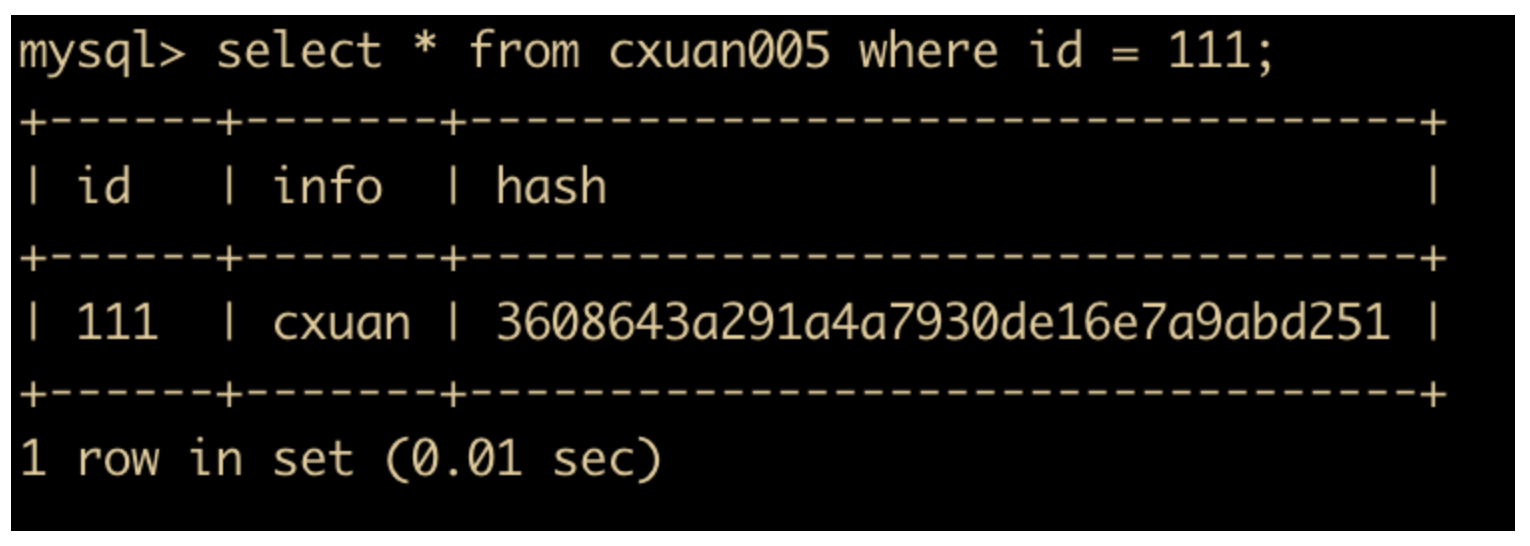 mysql> select * from cxuan005 where id = 111;
+------+-------+----------------------------------+
| id   | info  | hash                             |
+------+-------+----------------------------------+
| 111  | cxuan | 3608643a291a4a7930de16e7a9abd251 |
+------+-------+----------------------------------+
1 row in set (0.01 sec)